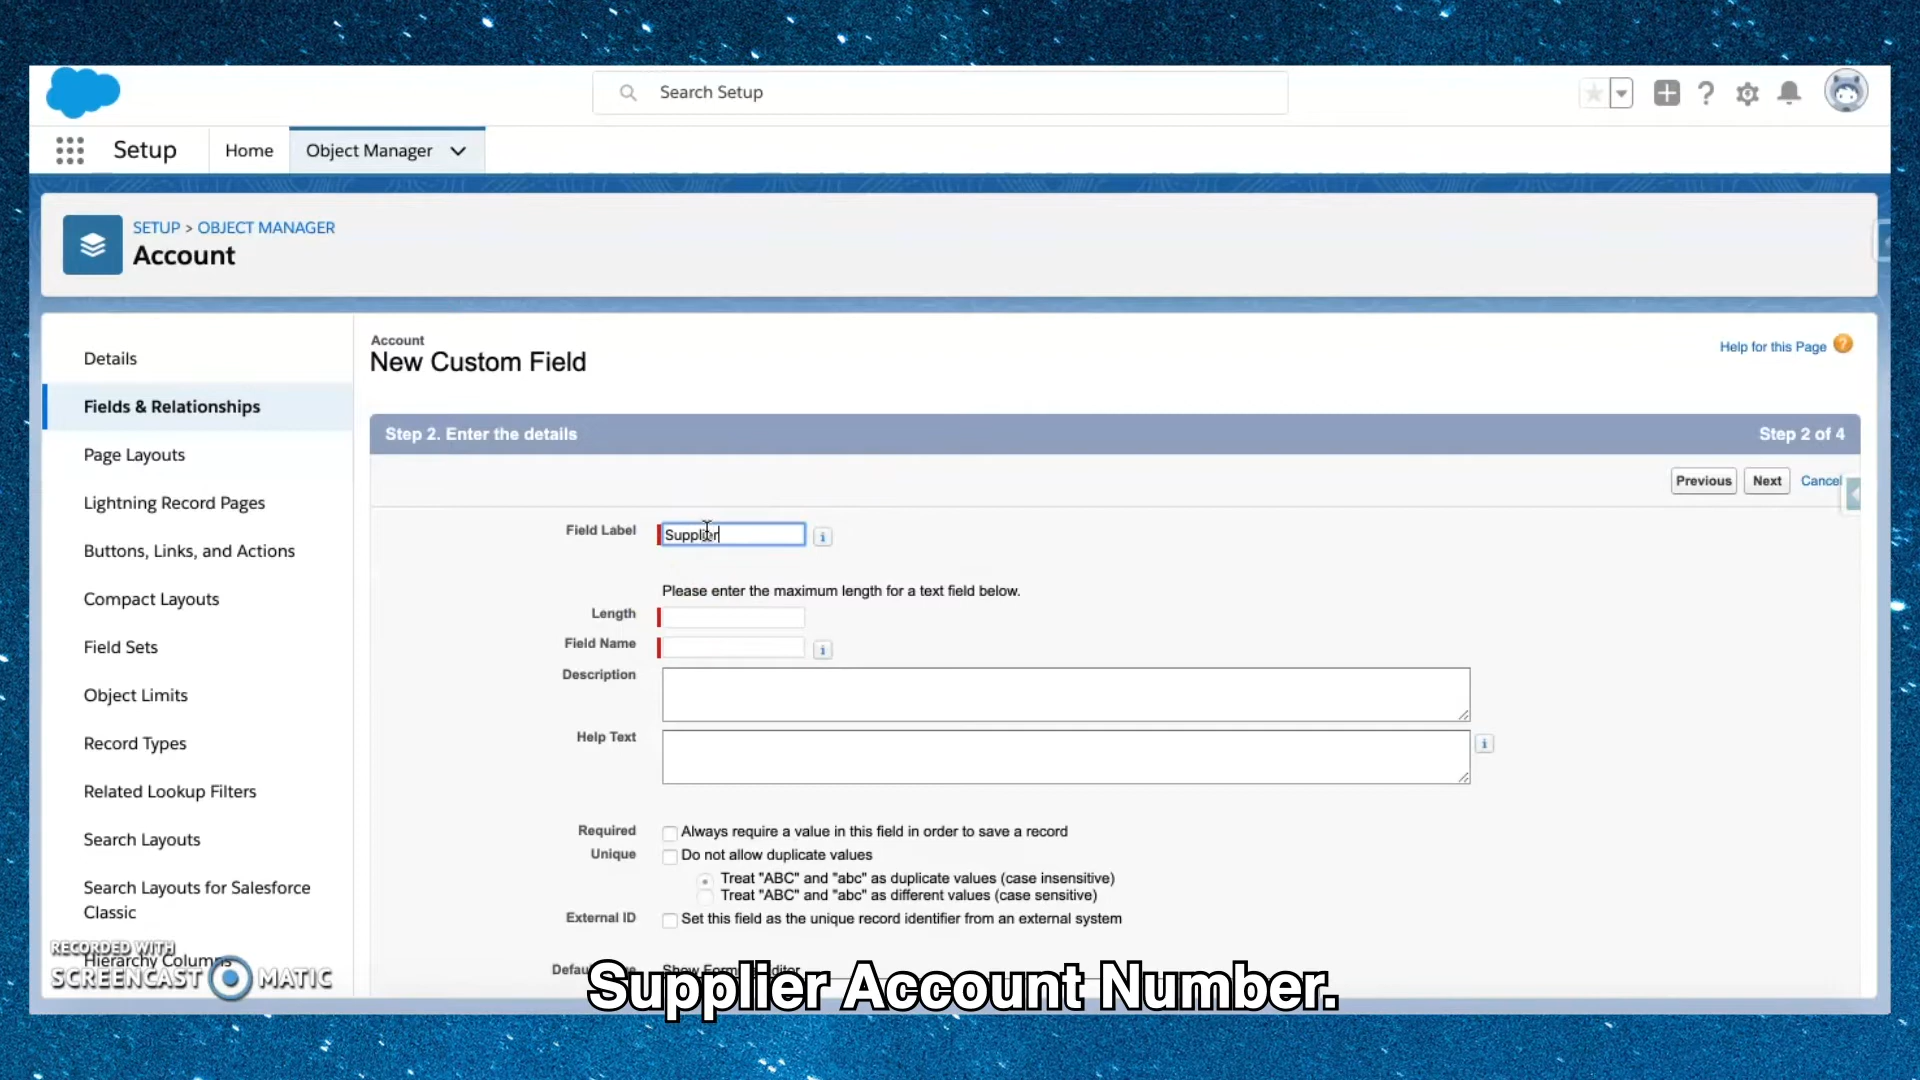 Search Setup
Setup
Home
Object Manager
SETUP > OBJECT MANAGER
Account
Details
Fields & Relationships
Page Layouts
Lightning Record Pages
Buttons, Links, and Actions
Compact Layouts
Field Sets
Object Limits
Record Types
Related Lookup Filters
Search Layouts
Search Layouts for Salesforce
Classic
Hierarchy Columns
Account
New Custom Field
Help for this Page
Step 2. Enter the details
Step 2 of 4
Previous
Next
Cancel
Field Label
Supplier
Please enter the maximum length for a text field below.
Length
Field Name
Description
Help Text
Required
Always require a value in this field in order to save a record
Unique
Do not allow duplicate values
Treat "ABC" and "abc" as duplicate values (case insensitive)
Treat "ABC" and "abc" as different values (case sensitive)
External ID
Set this field as the unique record identifier from an external system
Supplier Account Number.
RECORDED WITH
SCREENCAST MATIC